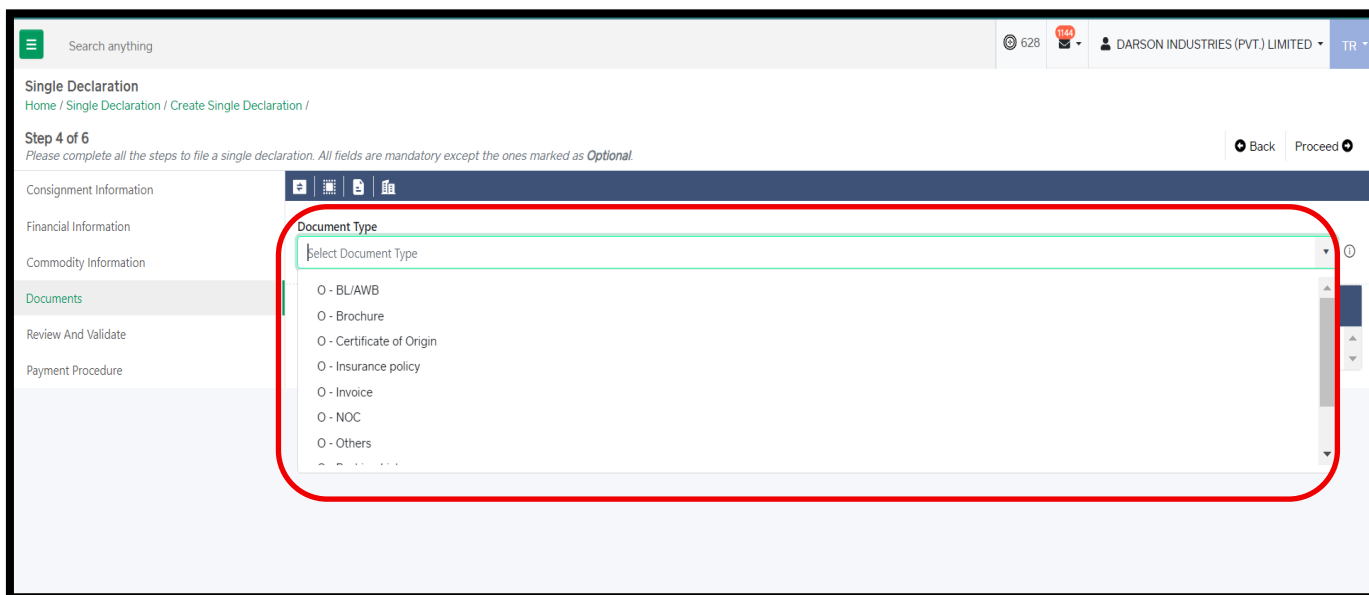 Search anything
628
1144
DARSON INDUSTRIES (PVT.) LIMITED
TR
Single Declaration
Home / Single Declaration / Create Single Declaration /
Step 4 of 6
Please complete all the steps to file a single declaration. All fields are mandatory except the ones marked as Optional.
Back
Proceed
Consignment Information
Financial Information
Commodity Information
Documents
Review And Validate
Payment Procedure
Document Type
Select Document Type
O - BL/AWB
O - Brochure
O - Certificate of Origin
O - Insurance policy
O - Invoice
O - NOC
O - Others